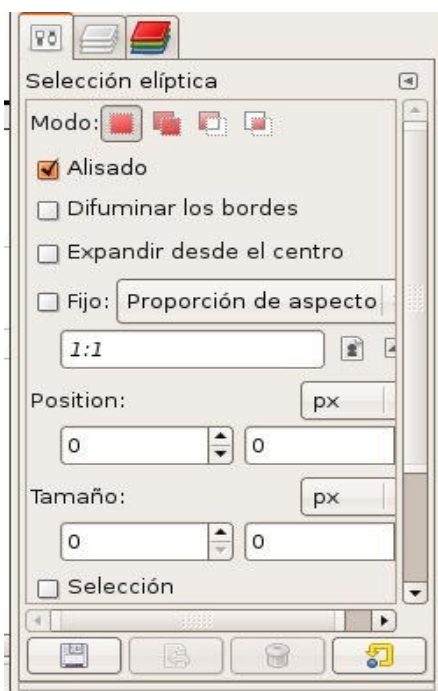 Selección elíptica
Modo:
Alisado
Difuminar los bordes
Expandir desde el centro
Fijo: Proporción de aspecto
1:1
Position: px
0 0
Tamaño: px
0 0
Selección